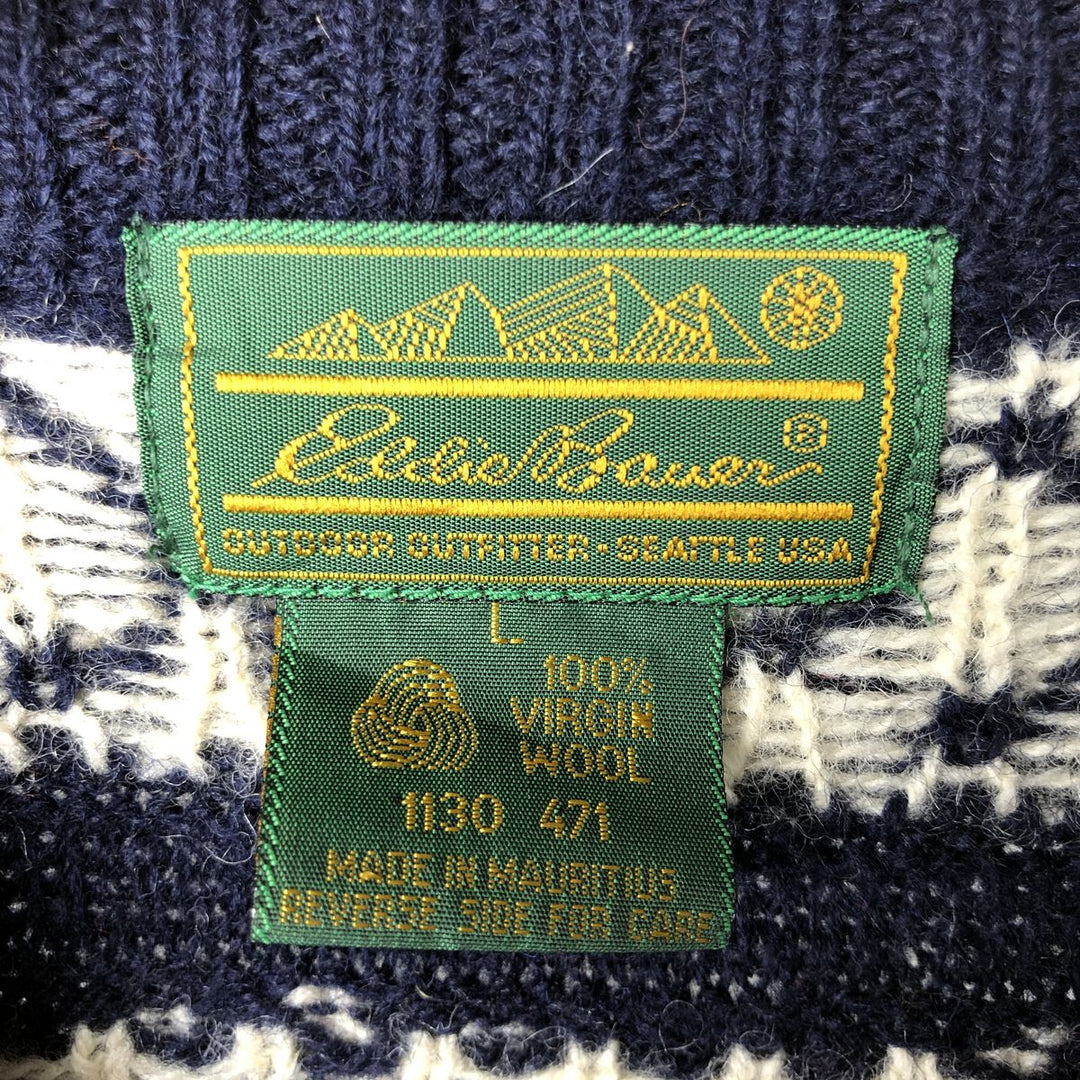 Eddie Bauer ®
OUTDOOR OUTFITTER · SEATTLE USA
L
100%
VIRGIN
WOOL
1130 471
MADE IN MAURITIUS
REVERSE SIDE FOR CARE